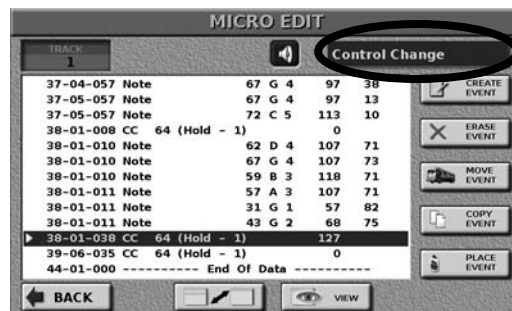 MICRO EDIT
TRACK
1
Control Change
37-04-057 Note 67 G 4 97 38
37-05-057 Note 67 G 4 97 13
37-05-057 Note 72 C 5 113 10
38-01-008 CC 64 (Hold - 1) 0
38-01-010 Note 62 D 4 107 71
38-01-010 Note 67 G 4 107 73
38-01-010 Note 59 B 3 118 71
38-01-011 Note 57 A 3 107 71
38-01-011 Note 31 G 1 57 82
38-01-011 Note 43 G 2 68 75
38-01-038 CC 64 (Hold - 1) 127
39-06-035 CC 64 (Hold - 1) 0
44-01-000 ----------- End Of Data -----------
CREATE
EVENT
ERASE
EVENT
MOVE
EVENT
COPY
EVENT
PLACE
EVENT
BACK
VIEW